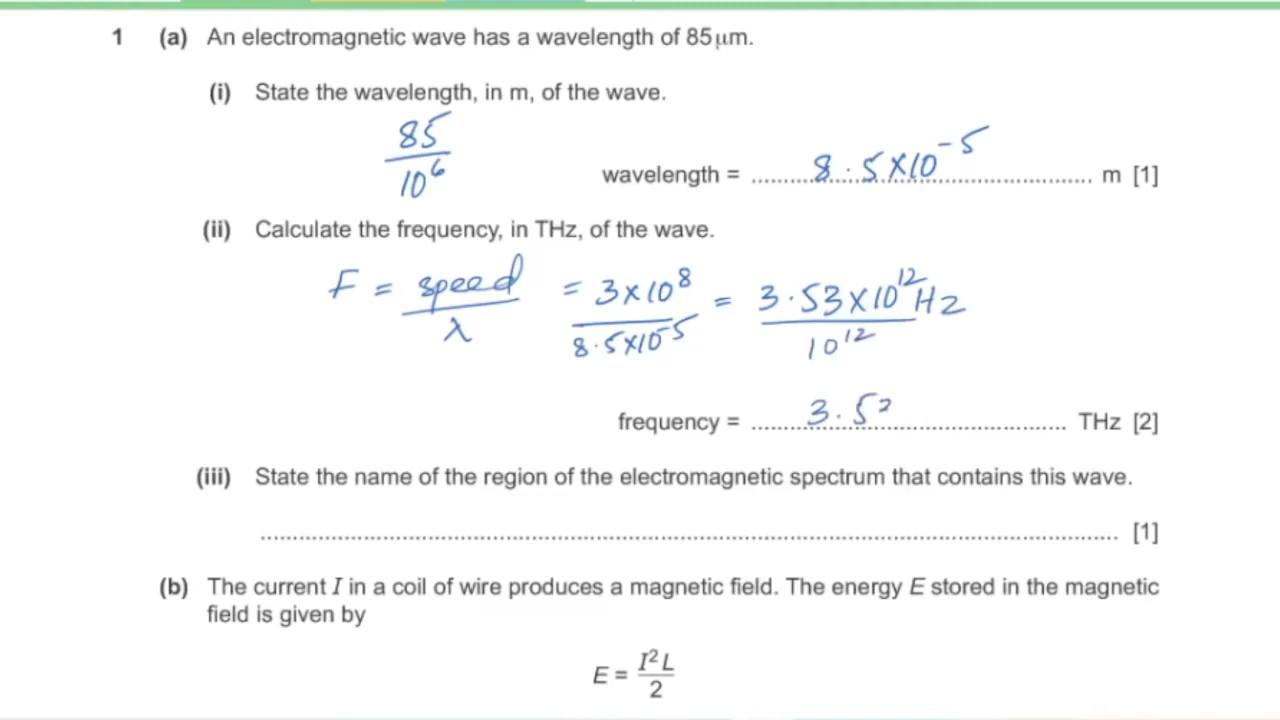 1 (a) An electromagnetic wave has a wavelength of 85 μm.
(i) State the wavelength, in m, of the wave.
85/10⁶
wavelength = 8.5×10⁻⁵ m [1]
(ii) Calculate the frequency, in THz, of the wave.
F = speed/λ = 3×10⁸/8.5×10⁻⁵ = 3.53×10¹² Hz/10¹²
frequency = 3.53 THz [2]
(iii) State the name of the region of the electromagnetic spectrum that contains this wave.
[1]
(b) The current I in a coil of wire produces a magnetic field. The energy E stored in the magnetic
field is given by
E = I²L/2